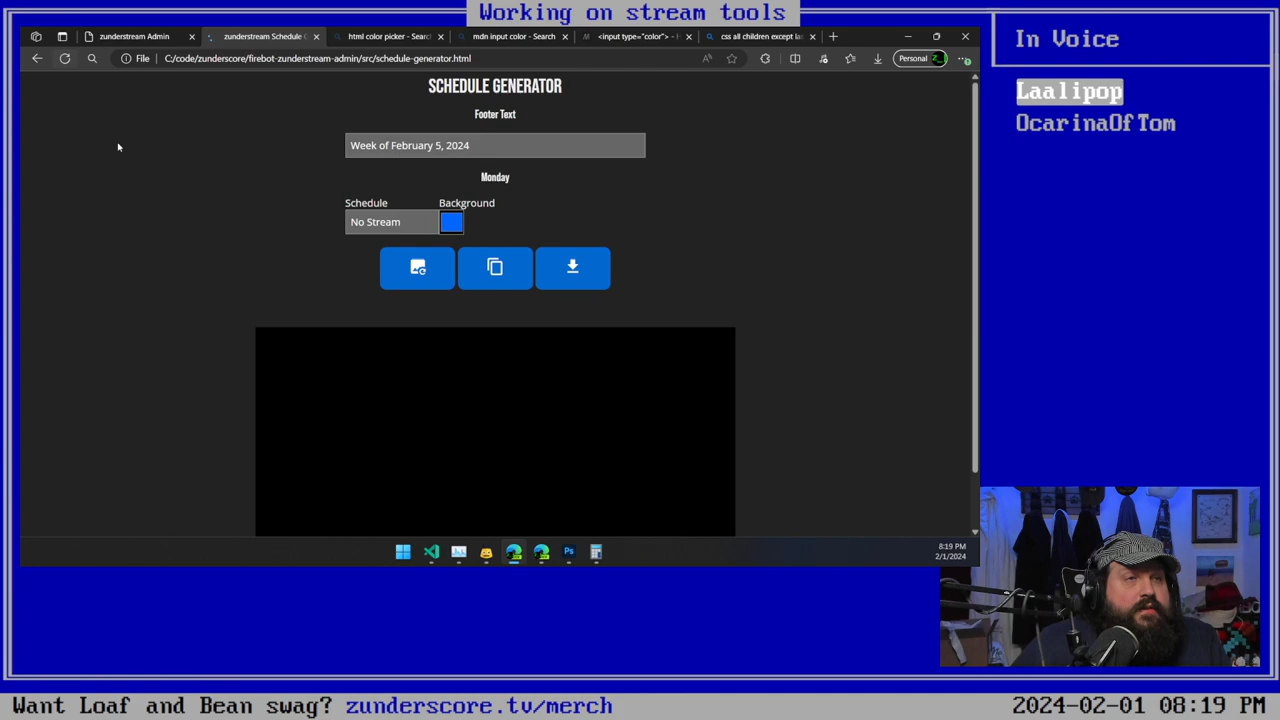 Working on stream tools
zunderstream Admin
zunderstream Schedule G
html color picker - Searc
mdn input color - Search
<input type="color"> - H
css all children except la
File
C:/code/zunderscore/firebot-zunderstream-admin/src/schedule-generator.html
Personal
SCHEDULE GENERATOR
Footer Text
Week of February 5, 2024
Monday
Schedule
Background
No Stream
8:19 PM
2/1/2024
In Voice
Laalipop
OcarinaOfTom
Want Loaf and Bean swag? zunderscore.tv/merch
2024-02-01 08:19 PM